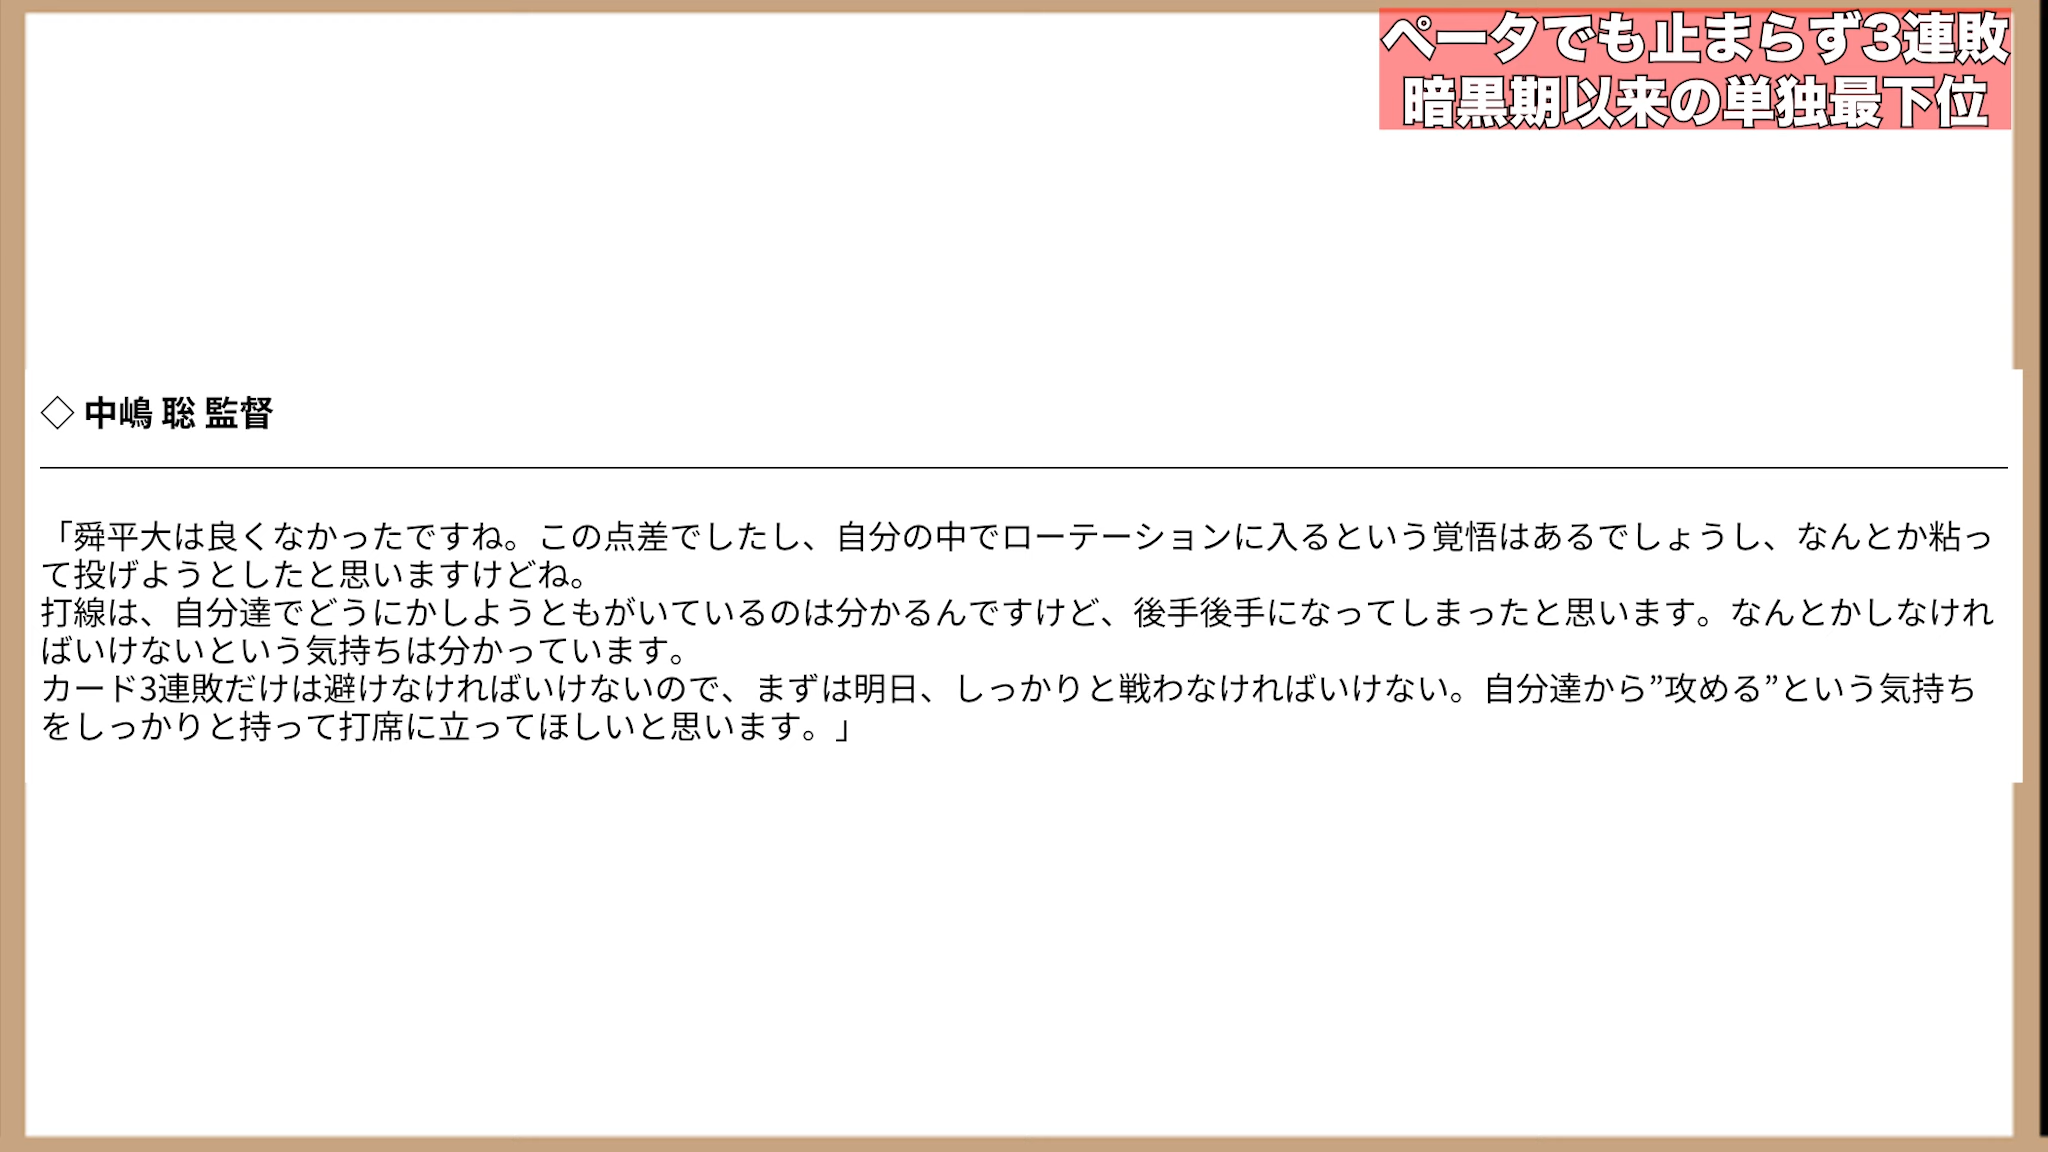 ペータでも止まらず3連敗
暗黒期以来の単独最下位
◇ 中嶋 聡 監督
「舜平大は良くなかったですね。この点差でしたし、自分の中でローテーションに入るという覚悟はあるでしょうし、なんとか粘っ
て投げようとしたと思いますけどね。
打線は、自分達でどうにかしようともがいているのは分かるんですけど、後手後手になってしまったと思います。なんとかしなけれ
ばいけないという気持ちは分かっています。
カード3連敗だけは避けなければいけないので、まずは明日、しっかりと戦わなければいけない。自分達から”攻める”という気持ち
をしっかりと持って打席に立ってほしいと思います。」